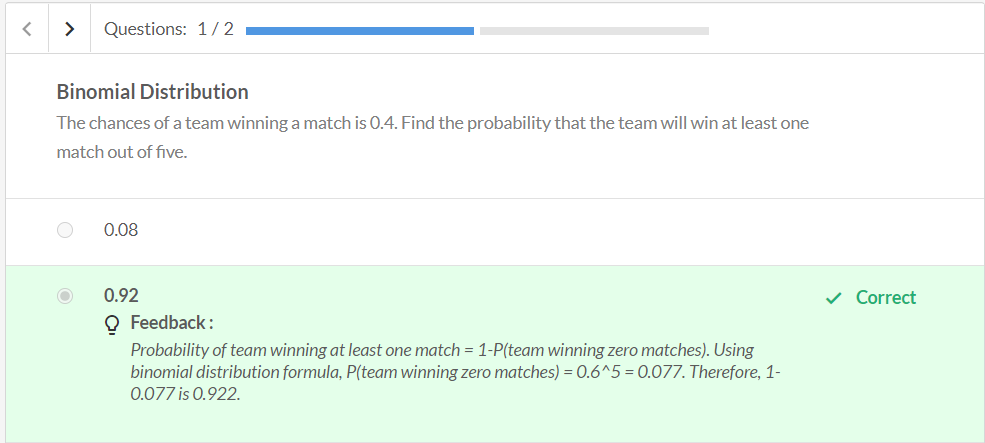 Questions: 1 / 2
Binomial Distribution
The chances of a team winning a match is 0.4. Find the probability that the team will win at least one
match out of five.
0.08
0.92
Correct
Feedback :
Probability of team winning at least one match = 1-P(team winning zero matches). Using
binomial distribution formula, P(team winning zero matches) = 0.6^5 = 0.077. Therefore, 1-
0.077 is 0.922.